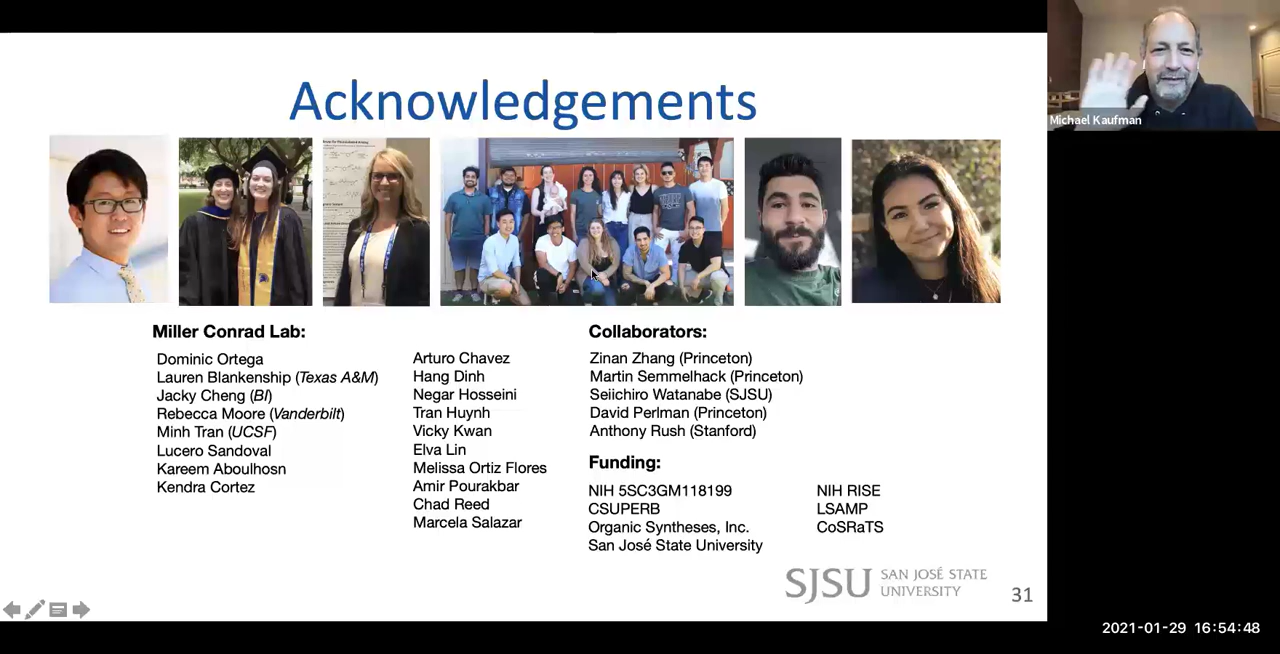 Acknowledgements
Michael Kaufman
Miller Conrad Lab:
Dominic Ortega
Lauren Blankenship (Texas A&M)
Jacky Cheng (BI)
Rebecca Moore (Vanderbilt)
Minh Tran (UCSF)
Lucero Sandoval
Kareem Aboulhosn
Kendra Cortez
Arturo Chavez
Hang Dinh
Negar Hosseini
Tran Huynh
Vicky Kwan
Elva Lin
Melissa Ortiz Flores
Amir Pourakbar
Chad Reed
Marcela Salazar
Collaborators:
Zinan Zhang (Princeton)
Martin Semmelhack (Princeton)
Seiichiro Watanabe (SJSU)
David Perlman (Princeton)
Anthony Rush (Stanford)
Funding:
NIH 5SC3GM118199
CSUPERB
Organic Syntheses, Inc.
San José State University
NIH RISE
LSAMP
CoSRaTS
SJSU SAN JOSÉ STATE
UNIVERSITY
31
2021-01-29 16:54:48